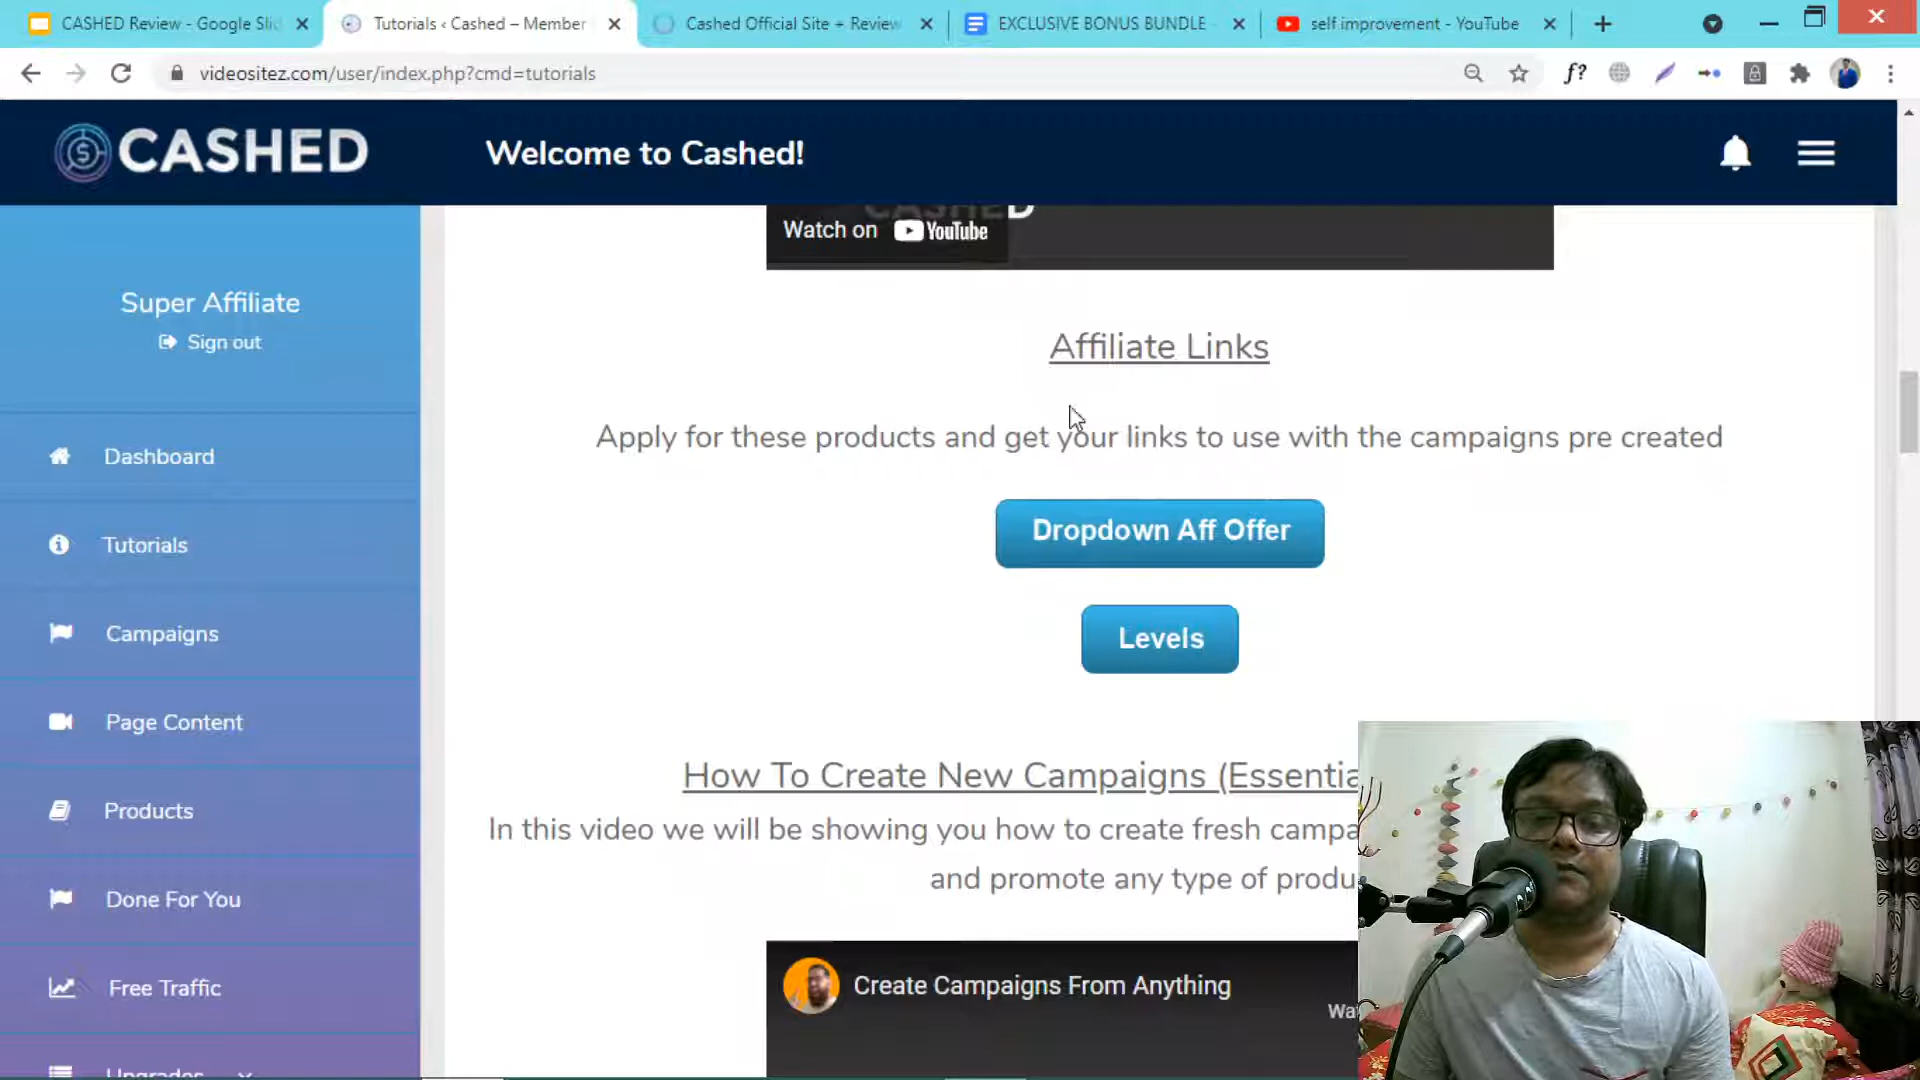 CASHED Review - Google Slid
Tutorials ‹ Cashed – Member
Cashed Official Site + Review
EXCLUSIVE BONUS BUNDLE -
self improvement - YouTube
videositez.com/user/index.php?cmd=tutorials
f?
CASHED
Welcome to Cashed!
Watch on YouTube
Super Affiliate
Sign out
Dashboard
Tutorials
Campaigns
Page Content
Products
Done For You
Free Traffic
Upgrades
Affiliate Links
Apply for these products and get your links to use with the campaigns pre created
Dropdown Aff Offer
Levels
How To Create New Campaigns (Essentia
In this video we will be showing you how to create fresh campa
and promote any type of produ
Create Campaigns From Anything
Wa